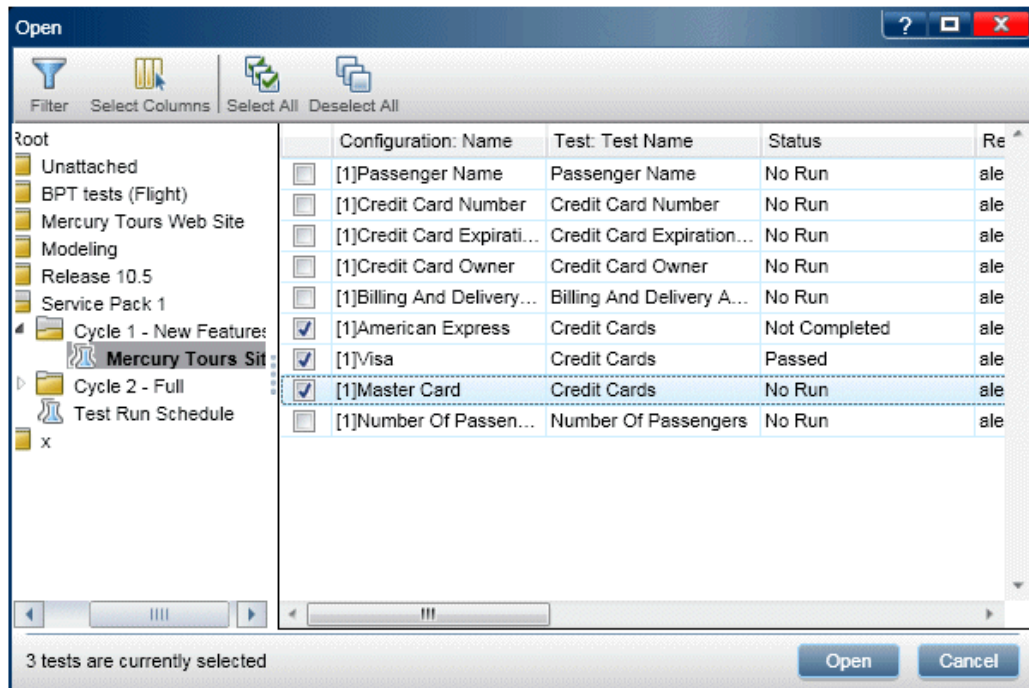 Open
?
X
Filter
Select Columns
Select All
Deselect All
Root
Unattached
BPT tests (Flight)
Mercury Tours Web Site
Modeling
Release 10.5
Service Pack 1
Cycle 1 - New Features
Mercury Tours Sit
Cycle 2 - Full
Test Run Schedule
x
Configuration: Name Test: Test Name Status Re
[1]Passenger Name Passenger Name No Run ale
[1]Credit Card Number Credit Card Number No Run ale
[1]Credit Card Expirati... Credit Card Expiration... No Run ale
[1]Credit Card Owner Credit Card Owner No Run ale
[1]Billing And Delivery... Billing And Delivery A... No Run ale
[1]American Express Credit Cards Not Completed ale
[1]Visa Credit Cards Passed ale
[1]Master Card Credit Cards No Run ale
[1]Number Of Passen... Number Of Passengers No Run ale
3 tests are currently selected
Open
Cancel